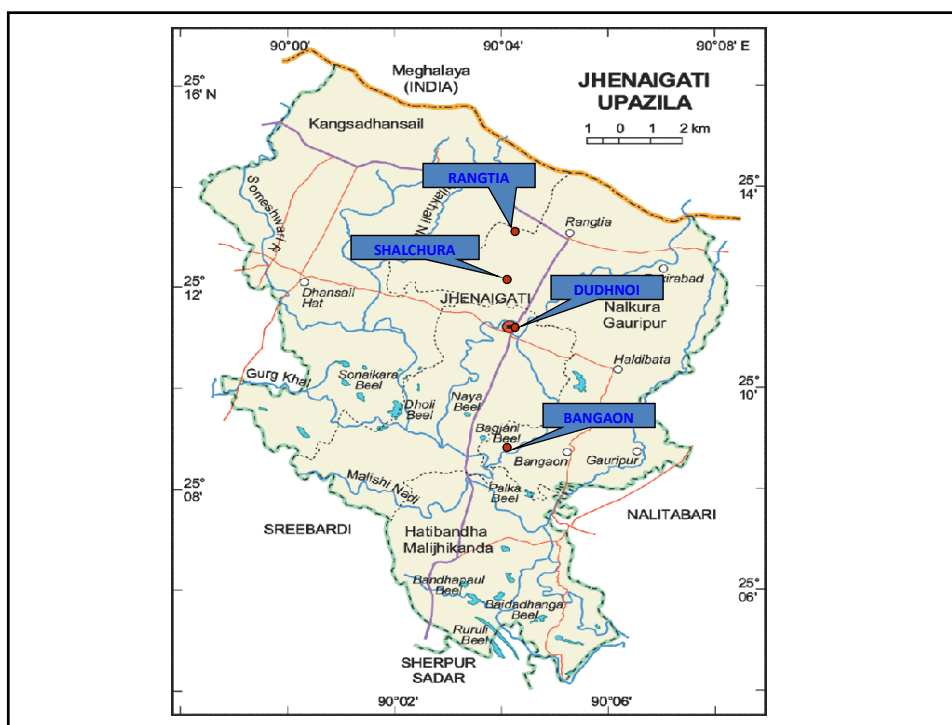 90°00'
90°04'
90°08' E
Meghalaya
(INDIA)
JHENAIGATI
UPAZILA
25°
16' N
1 0 1 2 km
Kangsadhansail
RANGTIA
25°
14'
Someshwari R
Rangtia
SHALCHURA
25°
12'
Dhansail
Hat
JHENAIGATI
DUDHNOI
Nalkura
Gauripur
Haldibata
Gurg Khal
Sonaikara
Beel
Dholi
Beel
Naya
Beel
25°
10'
BANGAON
Bagjani
Beel
Bangaon
Gauripur
Malishi Nadi
Palka
Beel
25°
08'
SREEBARDI
NALITABARI
Hatibandha
Malijhikanda
Bandhapaul
Beel
Baidadhanga
Beel
25°
06'
Ruruli
Beel
SHERPUR
SADAR
90°02'
90°06'